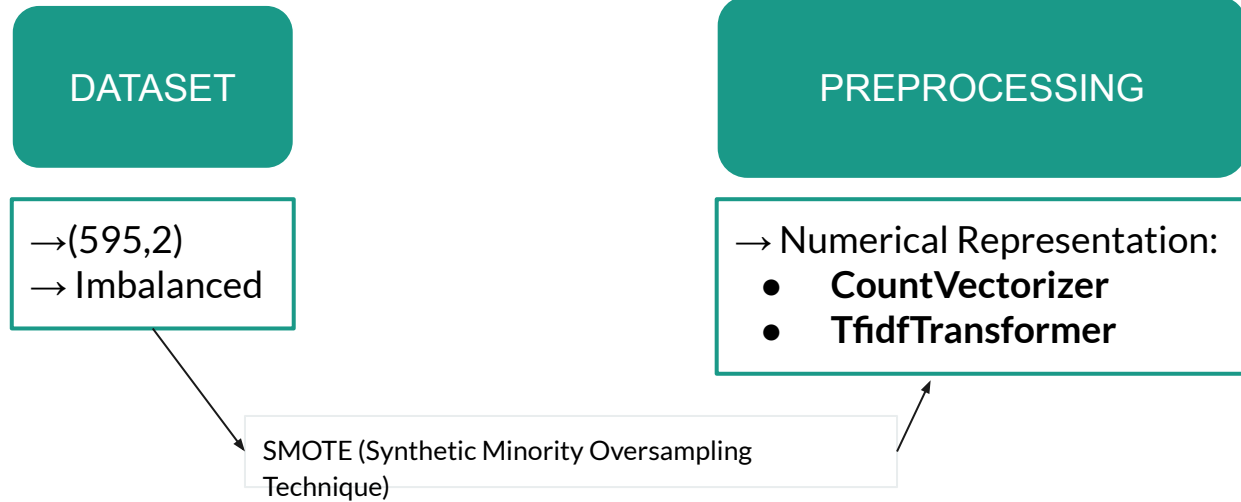 DATASET
PREPROCESSING
→(595,2)
→ Imbalanced
→ Numerical Representation:
● CountVectorizer
● TfidfTransformer
SMOTE (Synthetic Minority Oversampling
Technique)